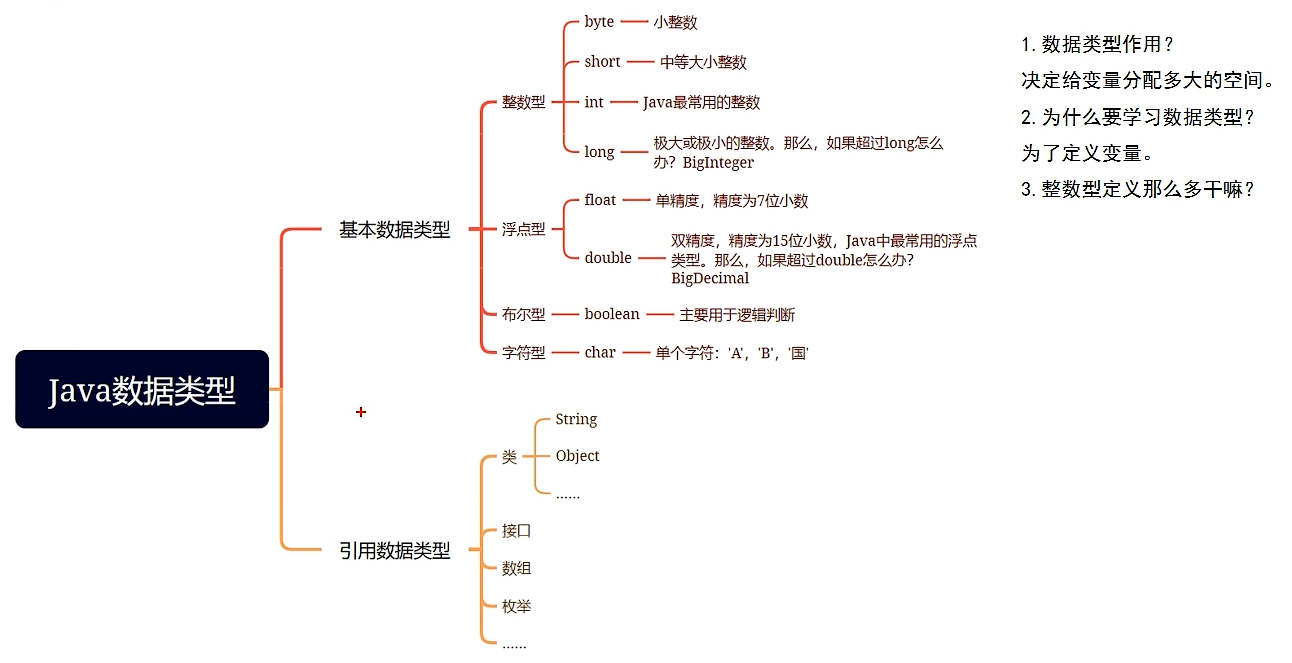 Java数据类型
基本数据类型
整数型
byte
小整数
short
中等大小整数
int
Java最常用的整数
long
极大或极小的整数。那么，如果超过long怎么
办？BigInteger
浮点型
float
单精度，精度为7位小数
double
双精度，精度为15位小数，Java中最常用的浮点
类型。那么，如果超过double怎么办？
BigDecimal
布尔型
boolean
主要用于逻辑判断
字符型
char
单个字符：'A'，'B'，'国'
引用数据类型
类
String
Object
……
接口
数组
枚举
……
1. 数据类型作用？
决定给变量分配多大的空间。
2. 为什么要学习数据类型？
为了定义变量。
3. 整数型定义那么多干嘛？